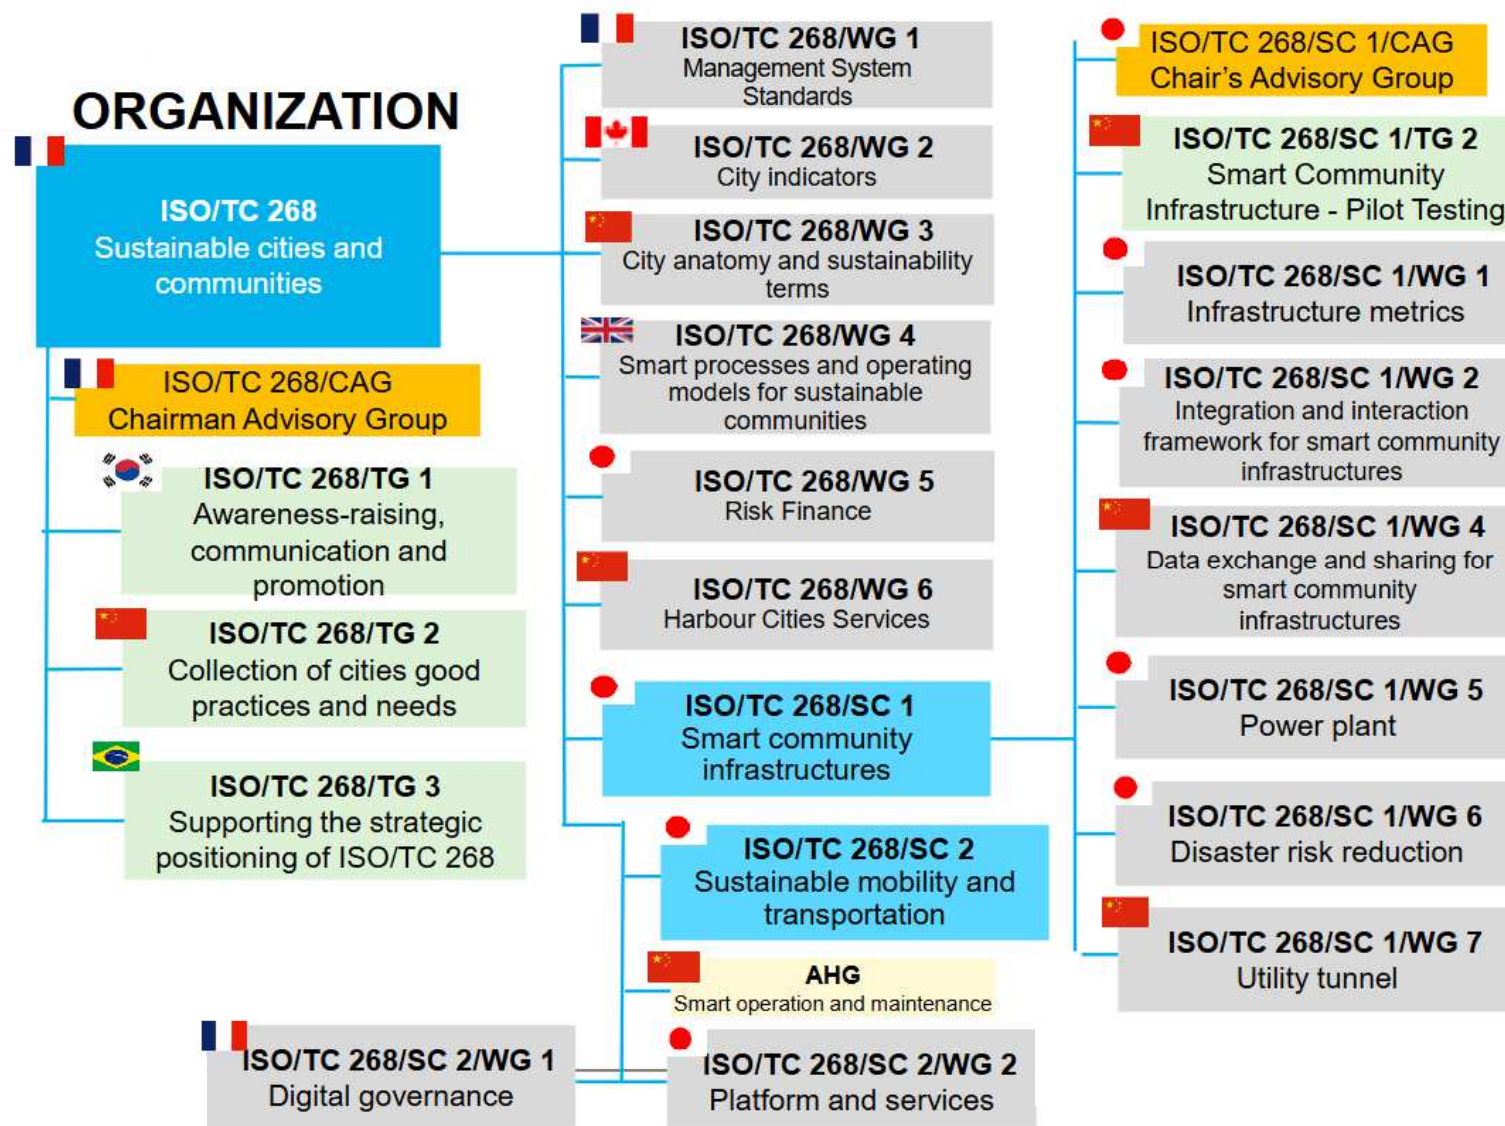 ORGANIZATION
ISO/TC 268
Sustainable cities and
communities
ISO/TC 268/CAG
Chairman Advisory Group
ISO/TC 268/TG 1
Awareness-raising,
communication and
promotion
ISO/TC 268/TG 2
Collection of cities good
practices and needs
ISO/TC 268/TG 3
Supporting the strategic
positioning of ISO/TC 268
ISO/TC 268/WG 1
Management System
Standards
ISO/TC 268/WG 2
City indicators
ISO/TC 268/WG 3
City anatomy and sustainability
terms
ISO/TC 268/WG 4
Smart processes and operating
models for sustainable
communities
ISO/TC 268/WG 5
Risk Finance
ISO/TC 268/WG 6
Harbour Cities Services
ISO/TC 268/SC 1
Smart community
infrastructures
ISO/TC 268/SC 2
Sustainable mobility and
transportation
AHG
Smart operation and maintenance
ISO/TC 268/SC 2/WG 1
Digital governance
ISO/TC 268/SC 2/WG 2
Platform and services
ISO/TC 268/SC 1/CAG
Chair's Advisory Group
ISO/TC 268/SC 1/TG 2
Smart Community
Infrastructure - Pilot Testing
ISO/TC 268/SC 1/WG 1
Infrastructure metrics
ISO/TC 268/SC 1/WG 2
Integration and interaction
framework for smart community
infrastructures
ISO/TC 268/SC 1/WG 4
Data exchange and sharing for
smart community
infrastructures
ISO/TC 268/SC 1/WG 5
Power plant
ISO/TC 268/SC 1/WG 6
Disaster risk reduction
ISO/TC 268/SC 1/WG 7
Utility tunnel